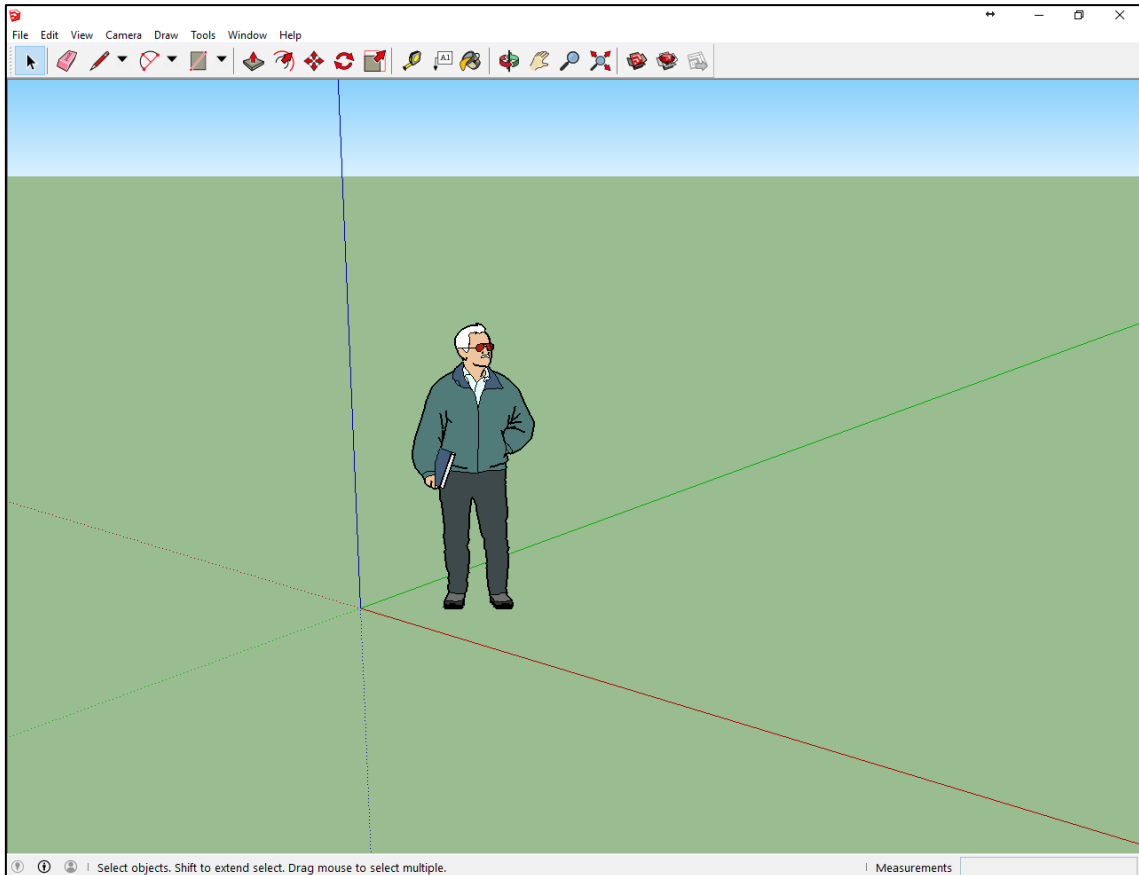 File Edit View Camera Draw Tools Window Help
A1
Select objects. Shift to extend select. Drag mouse to select multiple. Measurements